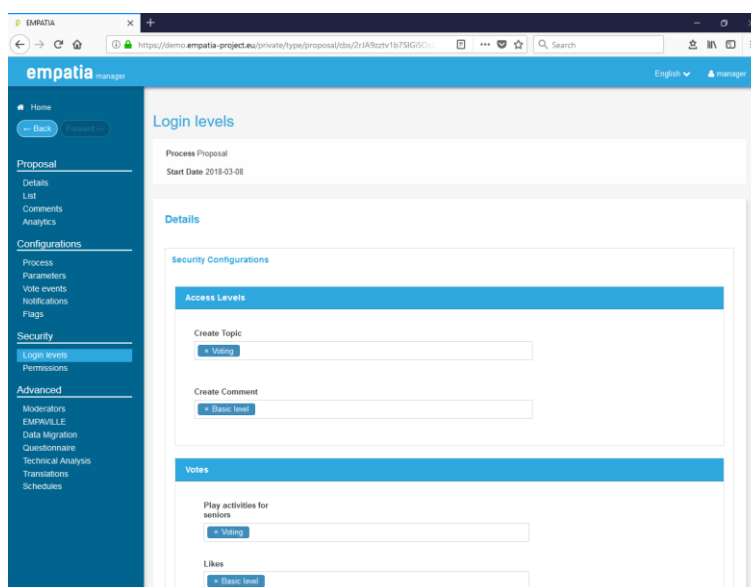 EMPATIA
https://demo.empatia-project.eu/private/type/proposal/cbs/
Search
empatia manager
English
manager
Home
Back
Forward
Proposal
Details
List
Comments
Analytics
Configurations
Process
Parameters
Vote events
Notifications
Flags
Security
Login levels
Permissions
Advanced
Moderators
EMPAVILLE
Data Migration
Questionnaire
Technical Analysis
Translations
Schedules
Login levels
Process Proposal
Start Date 2018-03-08
Details
Security Configurations
Access Levels
Create Topic
× Voting
Create Comment
× Basic level
Votes
Play activities for
seniors
× Voting
Likes
× Basic level